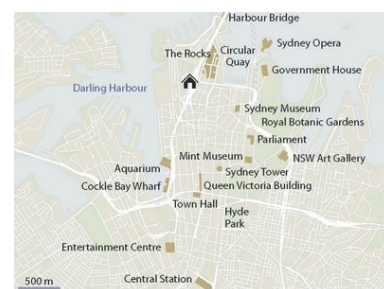 Harbour Bridge
The Rocks
Circular
Quay
Sydney Opera
Government House
Darling Harbour
Sydney Museum
Royal Botanic Gardens
Parliament
Mint Museum
NSW Art Gallery
Aquarium
Sydney Tower
Cockle Bay Wharf
Queen Victoria Building
Town Hall
Hyde
Park
Entertainment Centre
Central Station
500 m